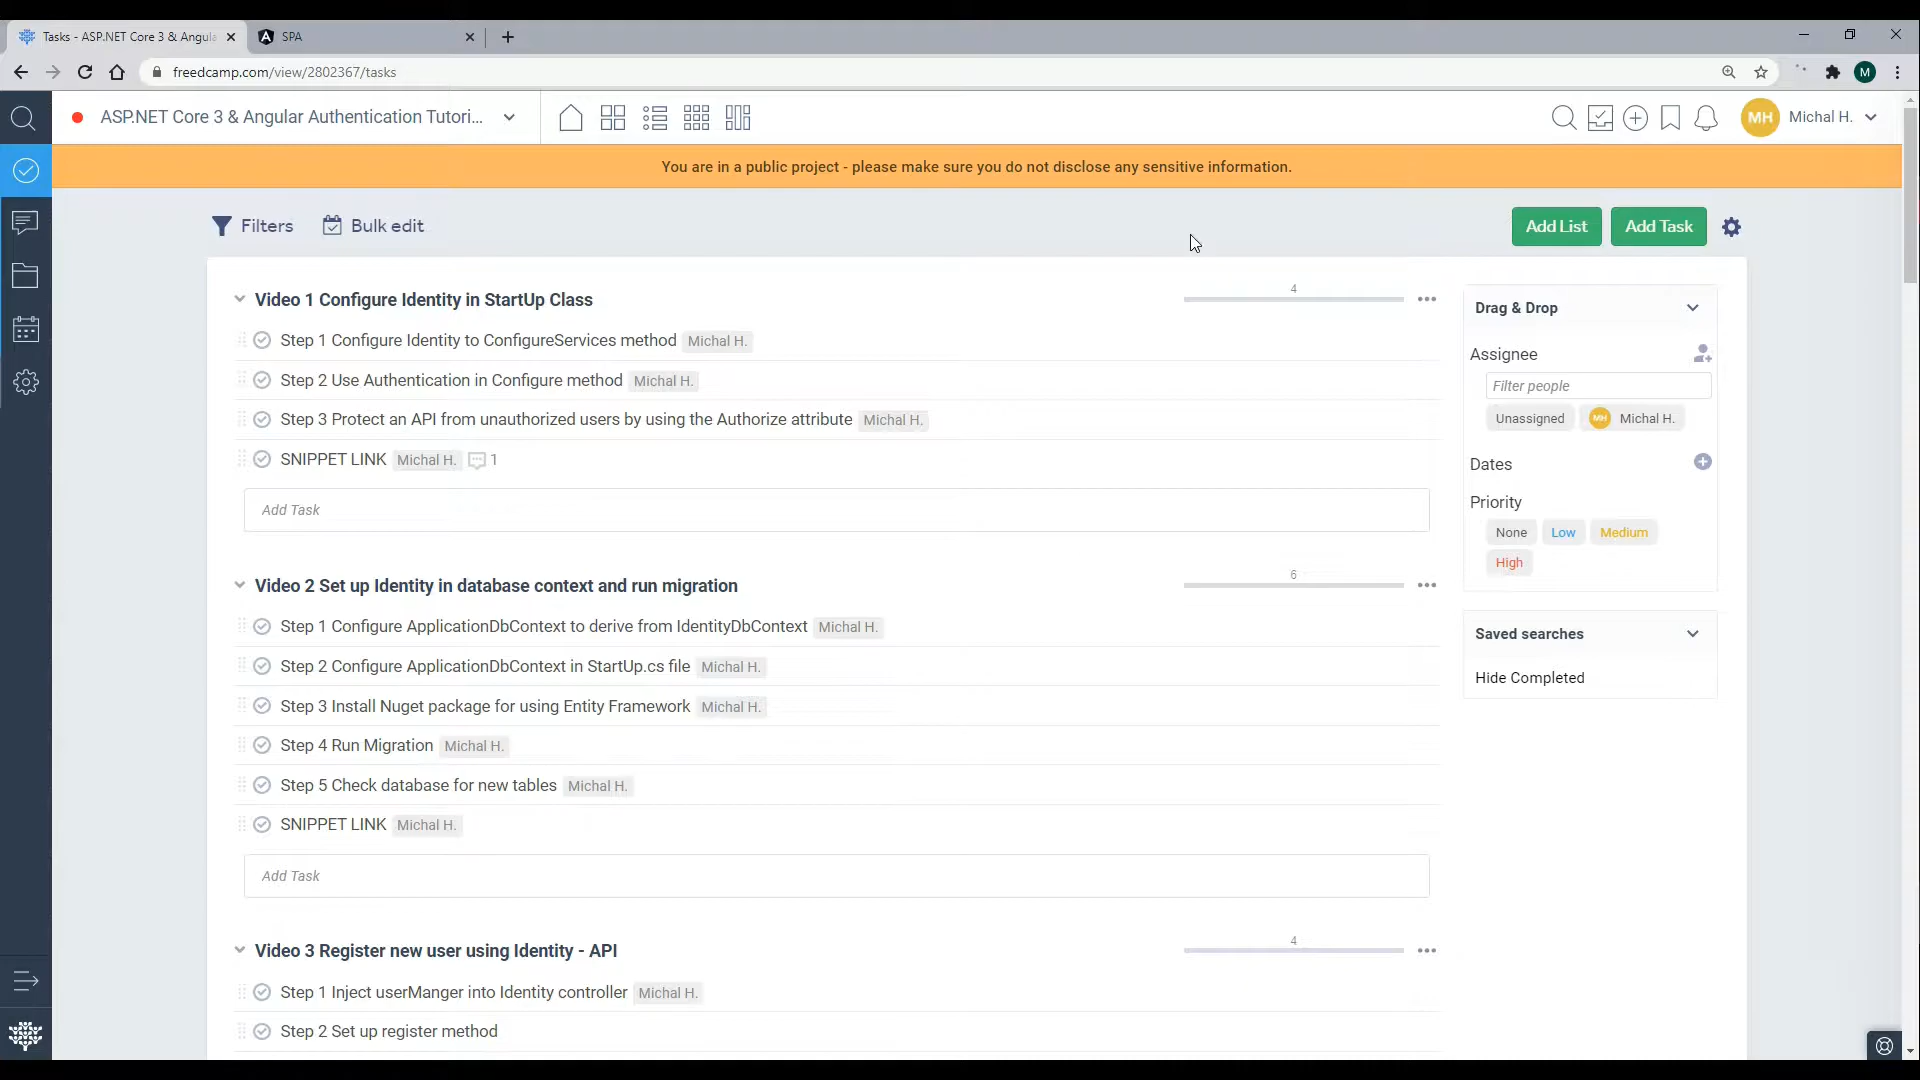 Tasks - ASP.NET Core 3 & Angula
SPA
freedcamp.com/view/2802367/tasks
M
ASP.NET Core 3 & Angular Authentication Tutori...
MH
Michal H.
You are in a public project - please make sure you do not disclose any sensitive information.
Filters
Bulk edit
Add List
Add Task
Video 1 Configure Identity in StartUp Class
4
Step 1 Configure Identity to ConfigureServices method Michal H.
Step 2 Use Authentication in Configure method Michal H.
Step 3 Protect an API from unauthorized users by using the Authorize attribute Michal H.
SNIPPET LINK Michal H. 1
Add Task
Video 2 Set up Identity in database context and run migration
6
Step 1 Configure ApplicationDbContext to derive from IdentityDbContext Michal H.
Step 2 Configure ApplicationDbContext in StartUp.cs file Michal H.
Step 3 Install Nuget package for using Entity Framework Michal H.
Step 4 Run Migration Michal H.
Step 5 Check database for new tables Michal H.
SNIPPET LINK Michal H.
Add Task
Video 3 Register new user using Identity - API
4
Step 1 Inject userManger into Identity controller Michal H.
Step 2 Set up register method
Drag & Drop
Assignee
Filter people
Unassigned
MH Michal H.
Dates
Priority
None Low Medium
High
Saved searches
Hide Completed